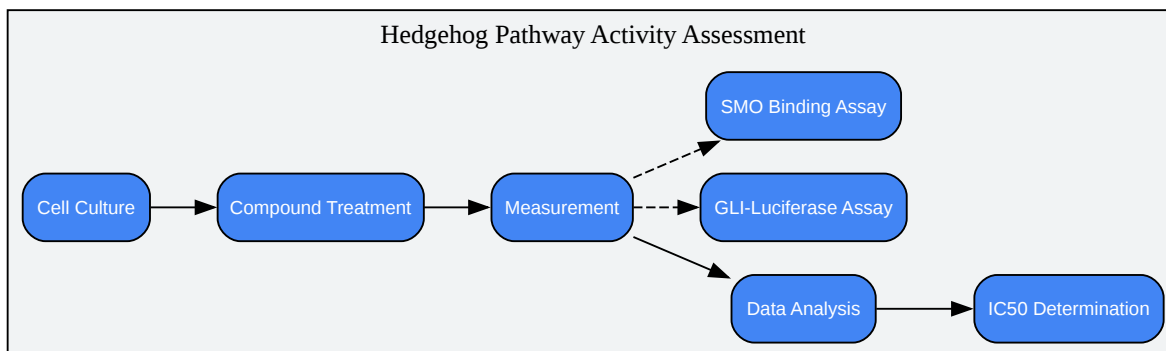 Hedgehog Pathway Activity Assessment
SMO Binding Assay
Cell Culture
Compound Treatment
Measurement
GLI-Luciferase Assay
Data Analysis
IC50 Determination